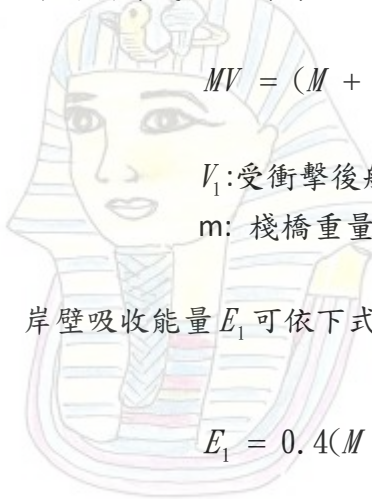 MV = (M +
V₁:受衝擊後
m: 棧橋重量
岸壁吸收能量E₁可依下式
E₁ = 0.4(M